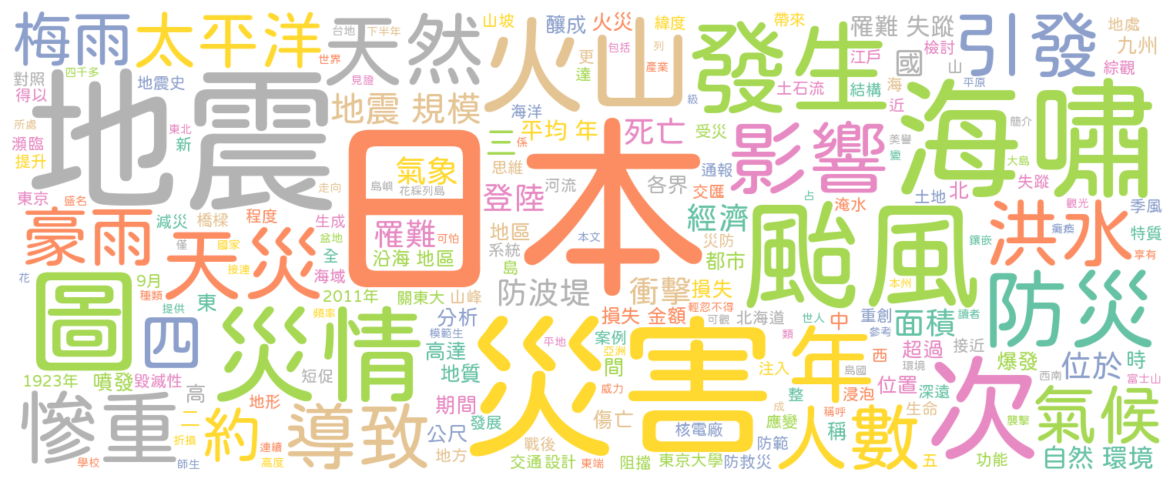 梅雨
太平洋
天然
火山
發生
引發
海嘯
地震
日本
影響
颱風
洪水
防災
豪雨
天災
圖
四
災情
災害
年
次
人數
氣候
慘重
約
導致
山坡
釀成
火災
緯度
帶來
罹難 失蹤
地處
九州
檢討
綜觀
台地
下半年
世界
見證
包括
產業
列
更
達
國
江戶
山
平原
對照
得以
四千多
地震史
所處
瀕臨
提升
東北
新
地震 規模
海洋
級
土石流
結構
海
近
簡介
平均 年
三
死亡
受災
係
思維
通報
美譽
蠻
大島
失蹤
氣象
島嶼
花綵列島
走向
登陸
河流
各界
交匯
土地
北
占
淹水
觀光
癥疤
季風
特質
鑲嵌
享有
東京
盛名
減災
橋樑
程度
生成
盆地
僅
國家
接連
全
海域
罹難
可怕
沿海 地區
地區
系統
島
本文
經濟
災防
都市
9月
種類
提供
東
頻率
2011年
關東大
山峰
防波堤
衝擊
損失
本州
模範生
分析
高達
地質
損失 金額
輕忽不得
可觀
北海道
世人
重創
中
參考
面積
讀者
超過
接近
爆發
位於
時
西南
富士山
1923年
噴發
毀滅性
高
短促
地形
二
折損
連續
高度
學校
師生
平地
亞洲
案例
間
威力
類
島國
環境
西
注入
整
位置
浸泡
深遠
期間
發展
公尺
地方
戰後
傷亡
應變
成
稱呼
稱
生命
襲擊
五
功能
自然 環境
交通
設計
東端
阻擋
核電廠
東京大學
防範
防救災
花